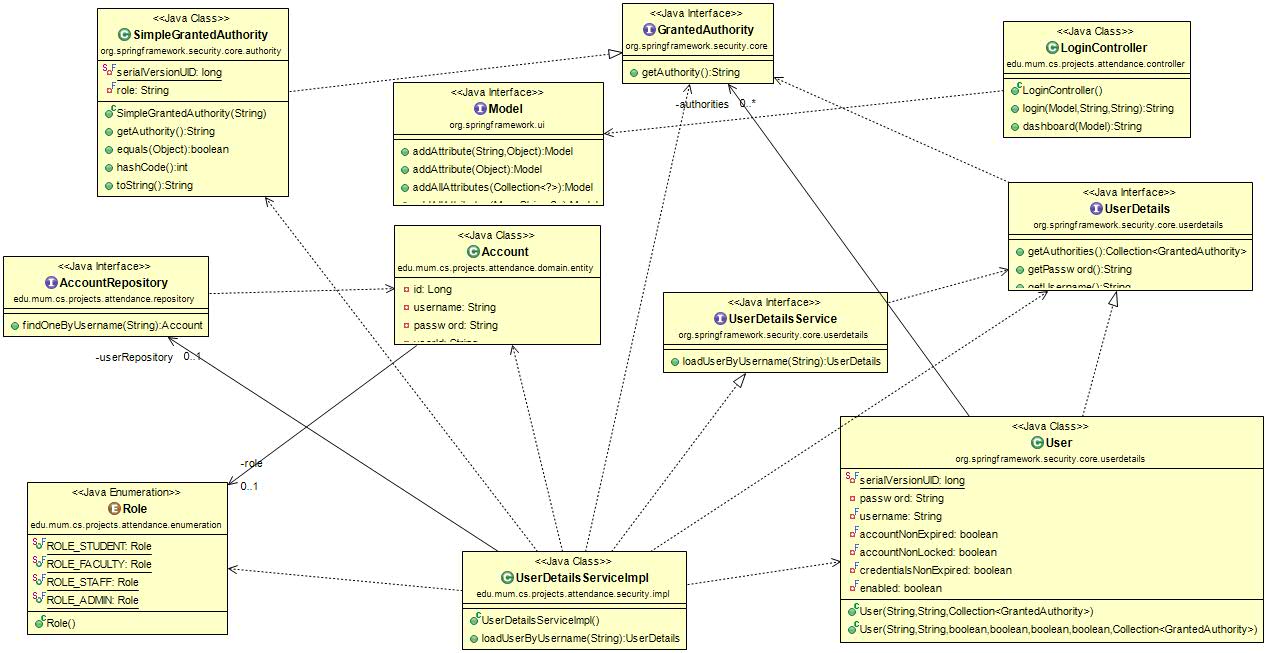 <<Java Class>>
SimpleGrantedAuthority
org.springframework.security.core.authority
serialVersionUID: long
role: String
SimpleGrantedAuthority(String)
getAuthority():String
equals(Object):boolean
hashCode():int
toString():String
<<Java Interface>>
GrantedAuthority
org.springframework.security.core
getAuthority():String
<<Java Class>>
LoginController
edu.mum.cs.projects.attendance.controller
LoginController()
login(Model,String,String):String
dashboard(Model):String
<<Java Interface>>
Model
org.springframework.ui
addAttribute(String,Object):Model
addAttribute(Object):Model
addAllAttributes(Collection<?>):Model
-authorities 0..*
<<Java Interface>>
UserDetails
org.springframework.security.core.userdetails
getAuthorities():Collection<GrantedAuthority>
getPassword():String
getUsername():String
<<Java Interface>>
AccountRepository
edu.mum.cs.projects.attendance.repository
findOneByUsername(String):Account
-userRepository 0..1
<<Java Class>>
Account
edu.mum.cs.projects.attendance.domain.entity
id: Long
username: String
password: String
<<Java Interface>>
UserDetailsService
org.springframework.security.core.userdetails
loadUserByUsername(String):UserDetails
-role
0..1
<<Java Enumeration>>
Role
edu.mum.cs.projects.attendance.enumeration
ROLE_STUDENT: Role
ROLE_FACULTY: Role
ROLE_STAFF: Role
ROLE_ADMIN: Role
Role()
<<Java Class>>
UserDetailsServiceImpl
edu.mum.cs.projects.attendance.security.impl
UserDetailsServiceImpl()
loadUserByUsername(String):UserDetails
<<Java Class>>
User
org.springframework.security.core.userdetails
serialVersionUID: long
password: String
username: String
accountNonExpired: boolean
accountNonLocked: boolean
credentialsNonExpired: boolean
enabled: boolean
User(String,String,Collection<GrantedAuthority>)
User(String,String,boolean,boolean,boolean,boolean,Collection<GrantedAuthority>)